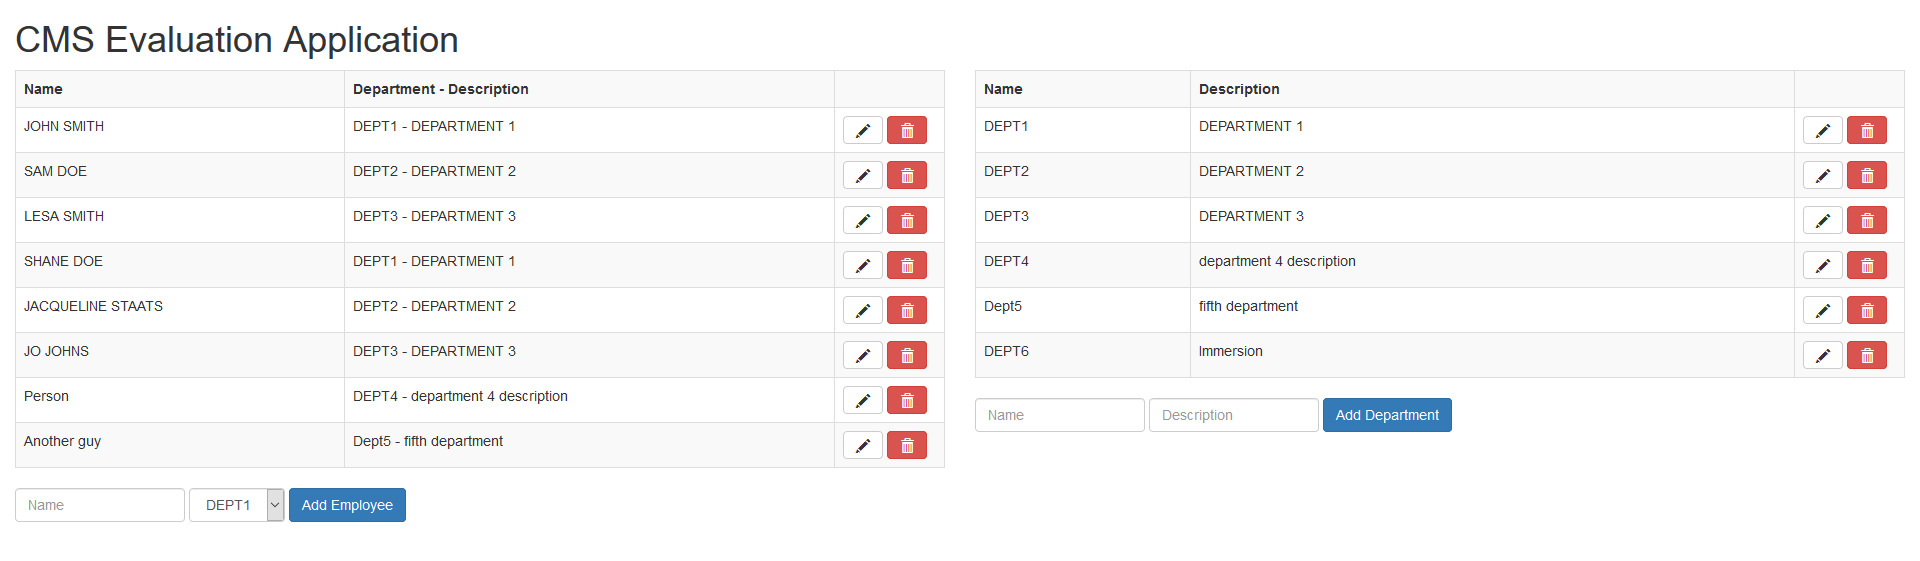 CMS Evaluation Application
Name Department - Description
JOHN SMITH DEPT1 - DEPARTMENT 1
SAM DOE DEPT2 - DEPARTMENT 2
LESA SMITH DEPT3 - DEPARTMENT 3
SHANE DOE DEPT1 - DEPARTMENT 1
JACQUELINE STAATS DEPT2 - DEPARTMENT 2
JO JOHNS DEPT3 - DEPARTMENT 3
Person DEPT4 - department 4 description
Another guy Dept5 - fifth department
Name DEPT1 Add Employee
Name Description
DEPT1 DEPARTMENT 1
DEPT2 DEPARTMENT 2
DEPT3 DEPARTMENT 3
DEPT4 department 4 description
Dept5 fifth department
DEPT6 Immersion
Name Description Add Department